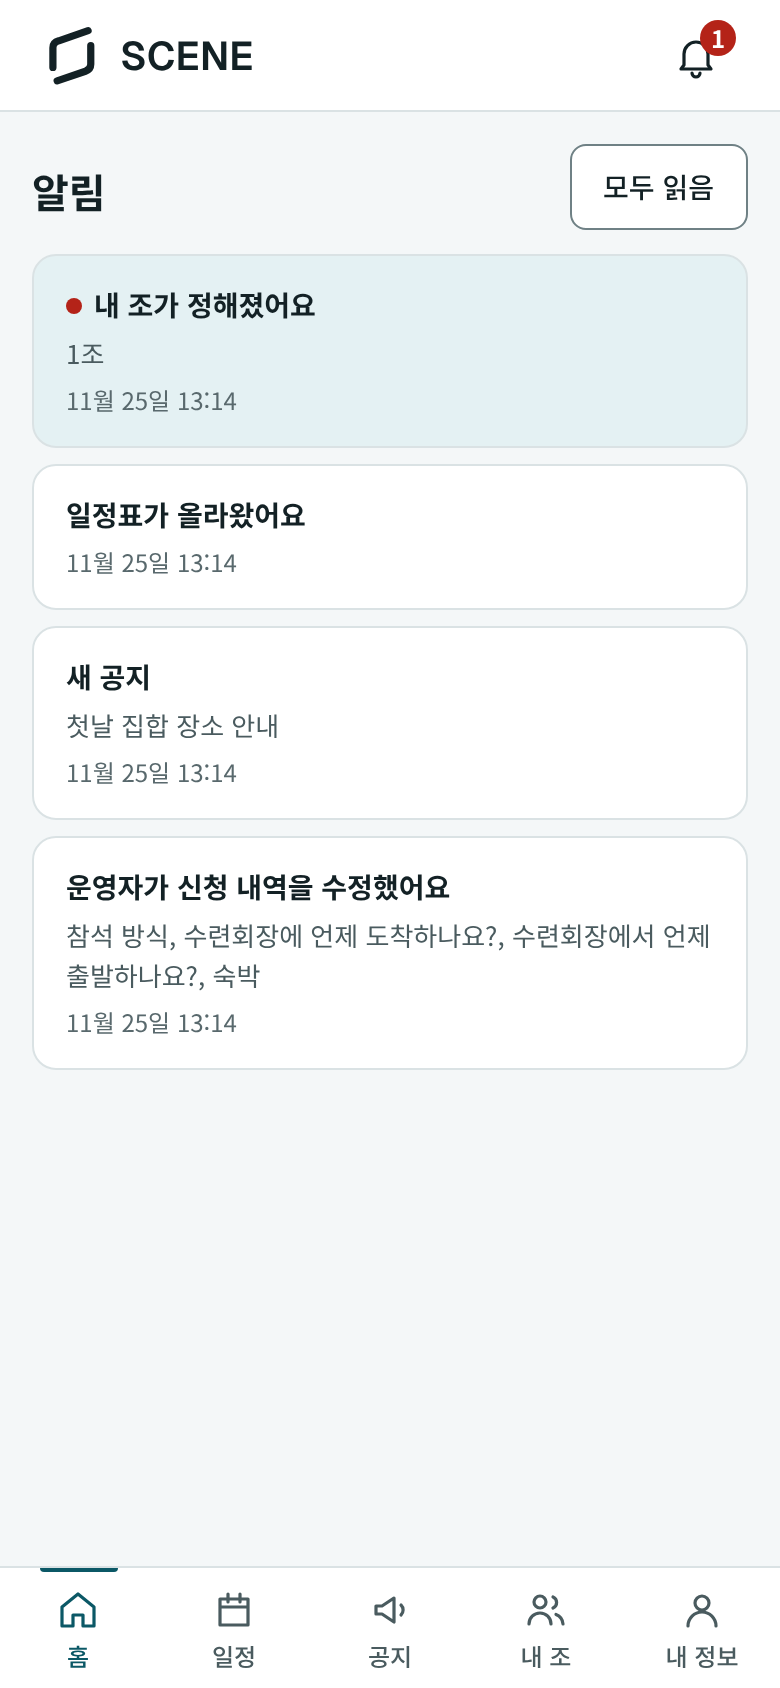 SCENE
1
알림
모두 읽음
내 조가 정해졌어요
1조
11월 25일 13:14
일정표가 올라왔어요
11월 25일 13:14
새 공지
첫날 집합 장소 안내
11월 25일 13:14
운영자가 신청 내역을 수정했어요
참석 방식, 수련회장에 언제 도착하나요?, 수련회장에서 언제
출발하나요?, 숙박
11월 25일 13:14
홈
일정
공지
내 조
내 정보